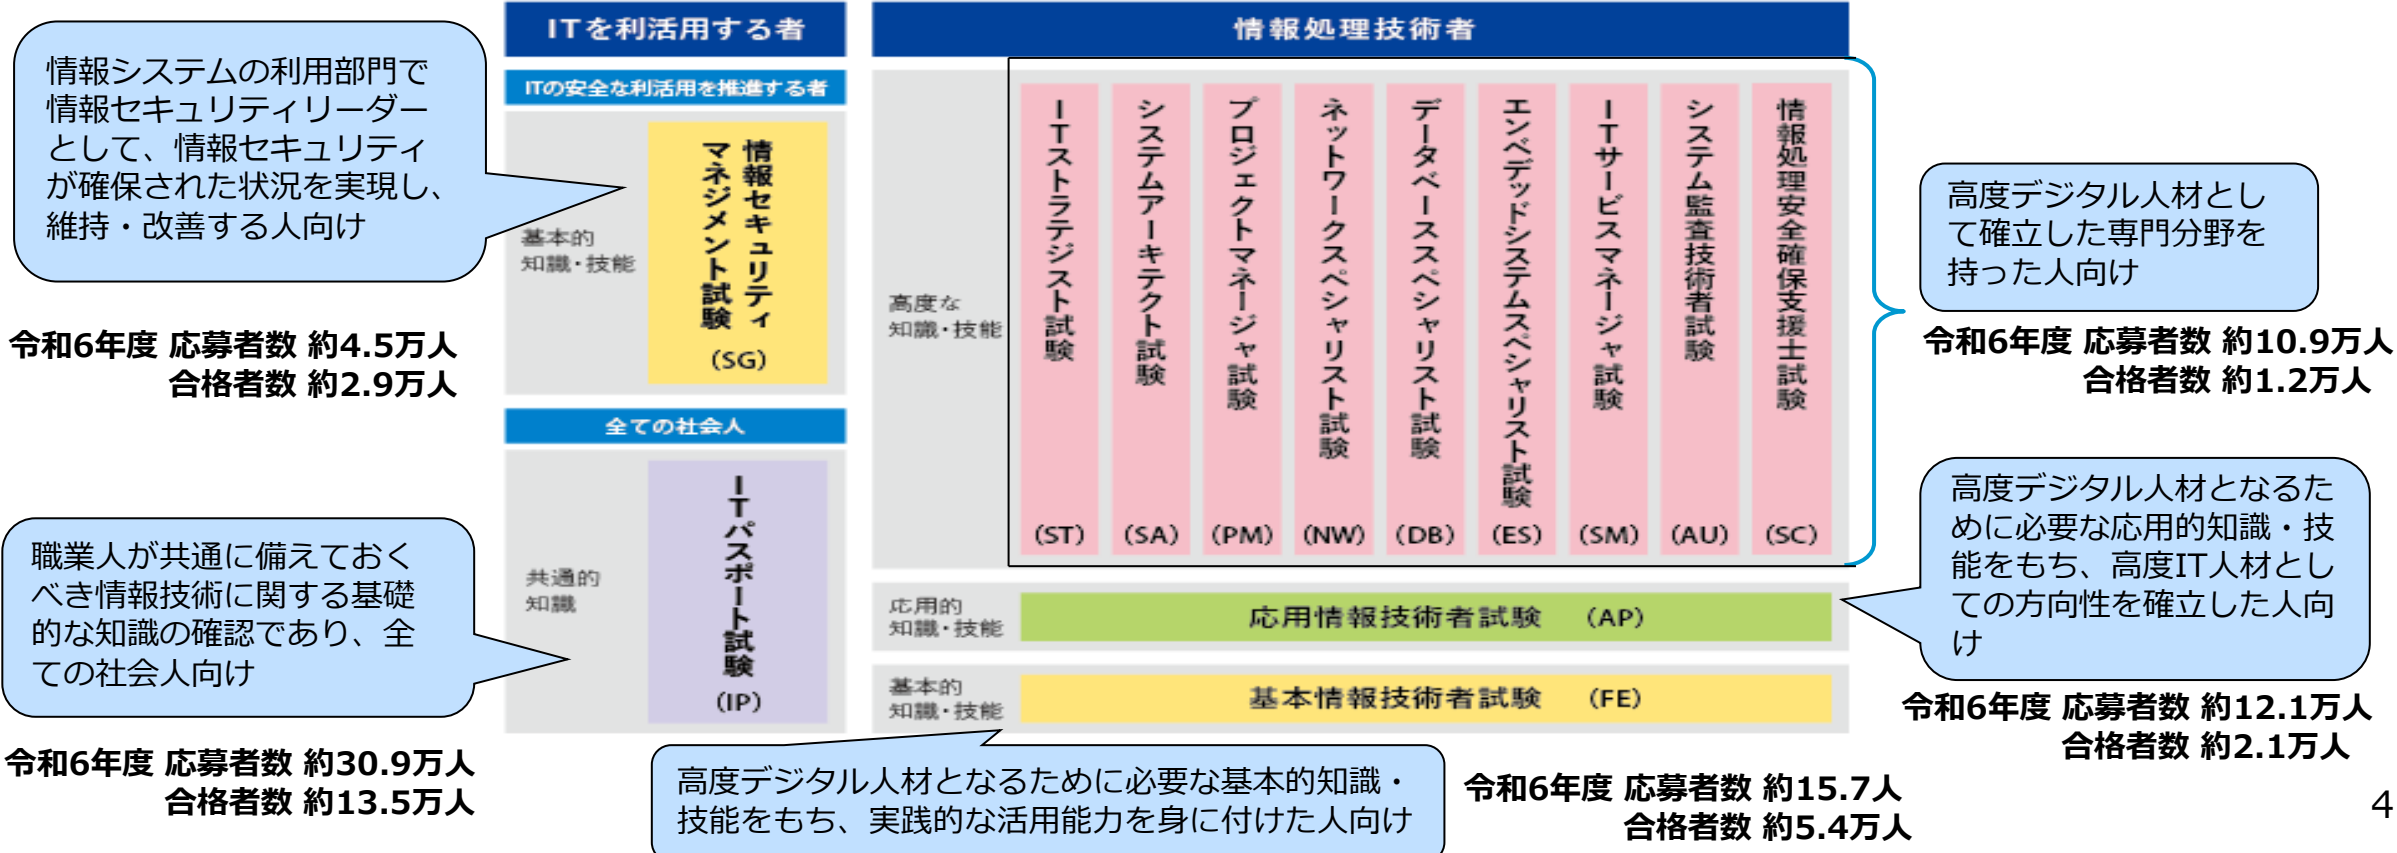 ITを利活用する者
情報処理技術者
情報システムの利用部門で
情報セキュリティリーダー
として、情報セキュリティ
が確保された状況を実現し、
維持・改善する人向け
令和6年度 応募者数 約4.5万人
合格者数 約2.9万人
ITの安全な利活用を推進する者
基本的
知識・技能
情報セキュリティ
マネジメント試験
(SG)
全ての社会人
共通的
知識
ITパスポート試験
(IP)
職業人が共通に備えておく
べき情報技術に関する基礎
的な知識の確認であり、全
ての社会人向け
令和6年度 応募者数 約30.9万人
合格者数 約13.5万人
高度な
知識・技能
ITストラテジスト試験
(ST)
システムアーキテクト試験
(SA)
プロジェクトマネージャ試験
(PM)
ネットワークスペシャリスト試験
(NW)
データベーススペシャリスト試験
(DB)
エンベデッドシステムスペシャリスト試験
(ES)
ITサービスマネージャ試験
(SM)
システム監査技術者試験
(AU)
情報処理安全確保支援士試験
(SC)
高度デジタル人材とし
て確立した専門分野を
持った人向け
令和6年度 応募者数 約10.9万人
合格者数 約1.2万人
応用的
知識・技能
応用情報技術者試験 (AP)
高度デジタル人材となるた
めに必要な応用的知識・技
能をもち、高度IT人材とし
ての方向性を確立した人向
け
令和6年度 応募者数 約12.1万人
合格者数 約2.1万人
基本的
知識・技能
基本情報技術者試験 (FE)
高度デジタル人材となるために必要な基本的知識・
技能をもち、実践的な活用能力を身に付けた人向け
令和6年度 応募者数 約15.7人
合格者数 約5.4万人
4